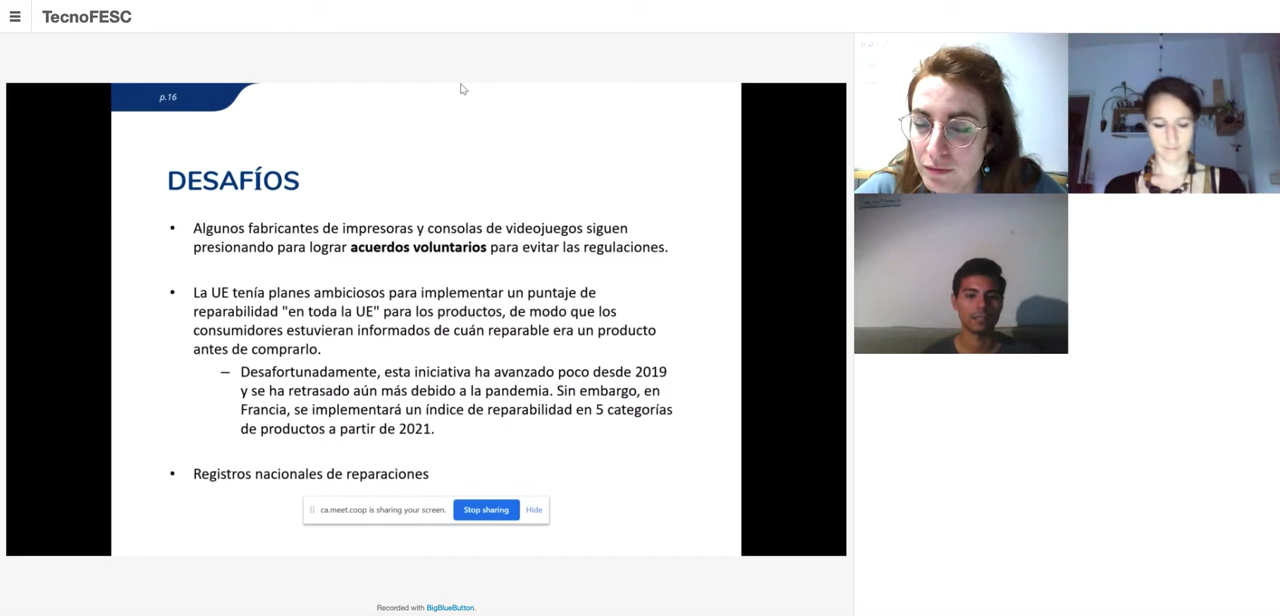 TecnoFESC
p.16
DESAFÍOS
• Algunos fabricantes de impresoras y consolas de videojuegos siguen
presionando para lograr acuerdos voluntarios para evitar las regulaciones.
• La UE tenía planes ambiciosos para implementar un puntaje de
reparabilidad "en toda la UE" para los productos, de modo que los
consumidores estuvieran informados de cuán reparable era un producto
antes de comprarlo.
– Desafortunadamente, esta iniciativa ha avanzado poco desde 2019
y se ha retrasado aún más debido a la pandemia. Sin embargo, en
Francia, se implementará un índice de reparabilidad en 5 categorías
de productos a partir de 2021.
• Registros nacionales de reparaciones
ca.meet.coop is sharing your screen. Stop sharing Hide
Recorded with BigBlueButton.